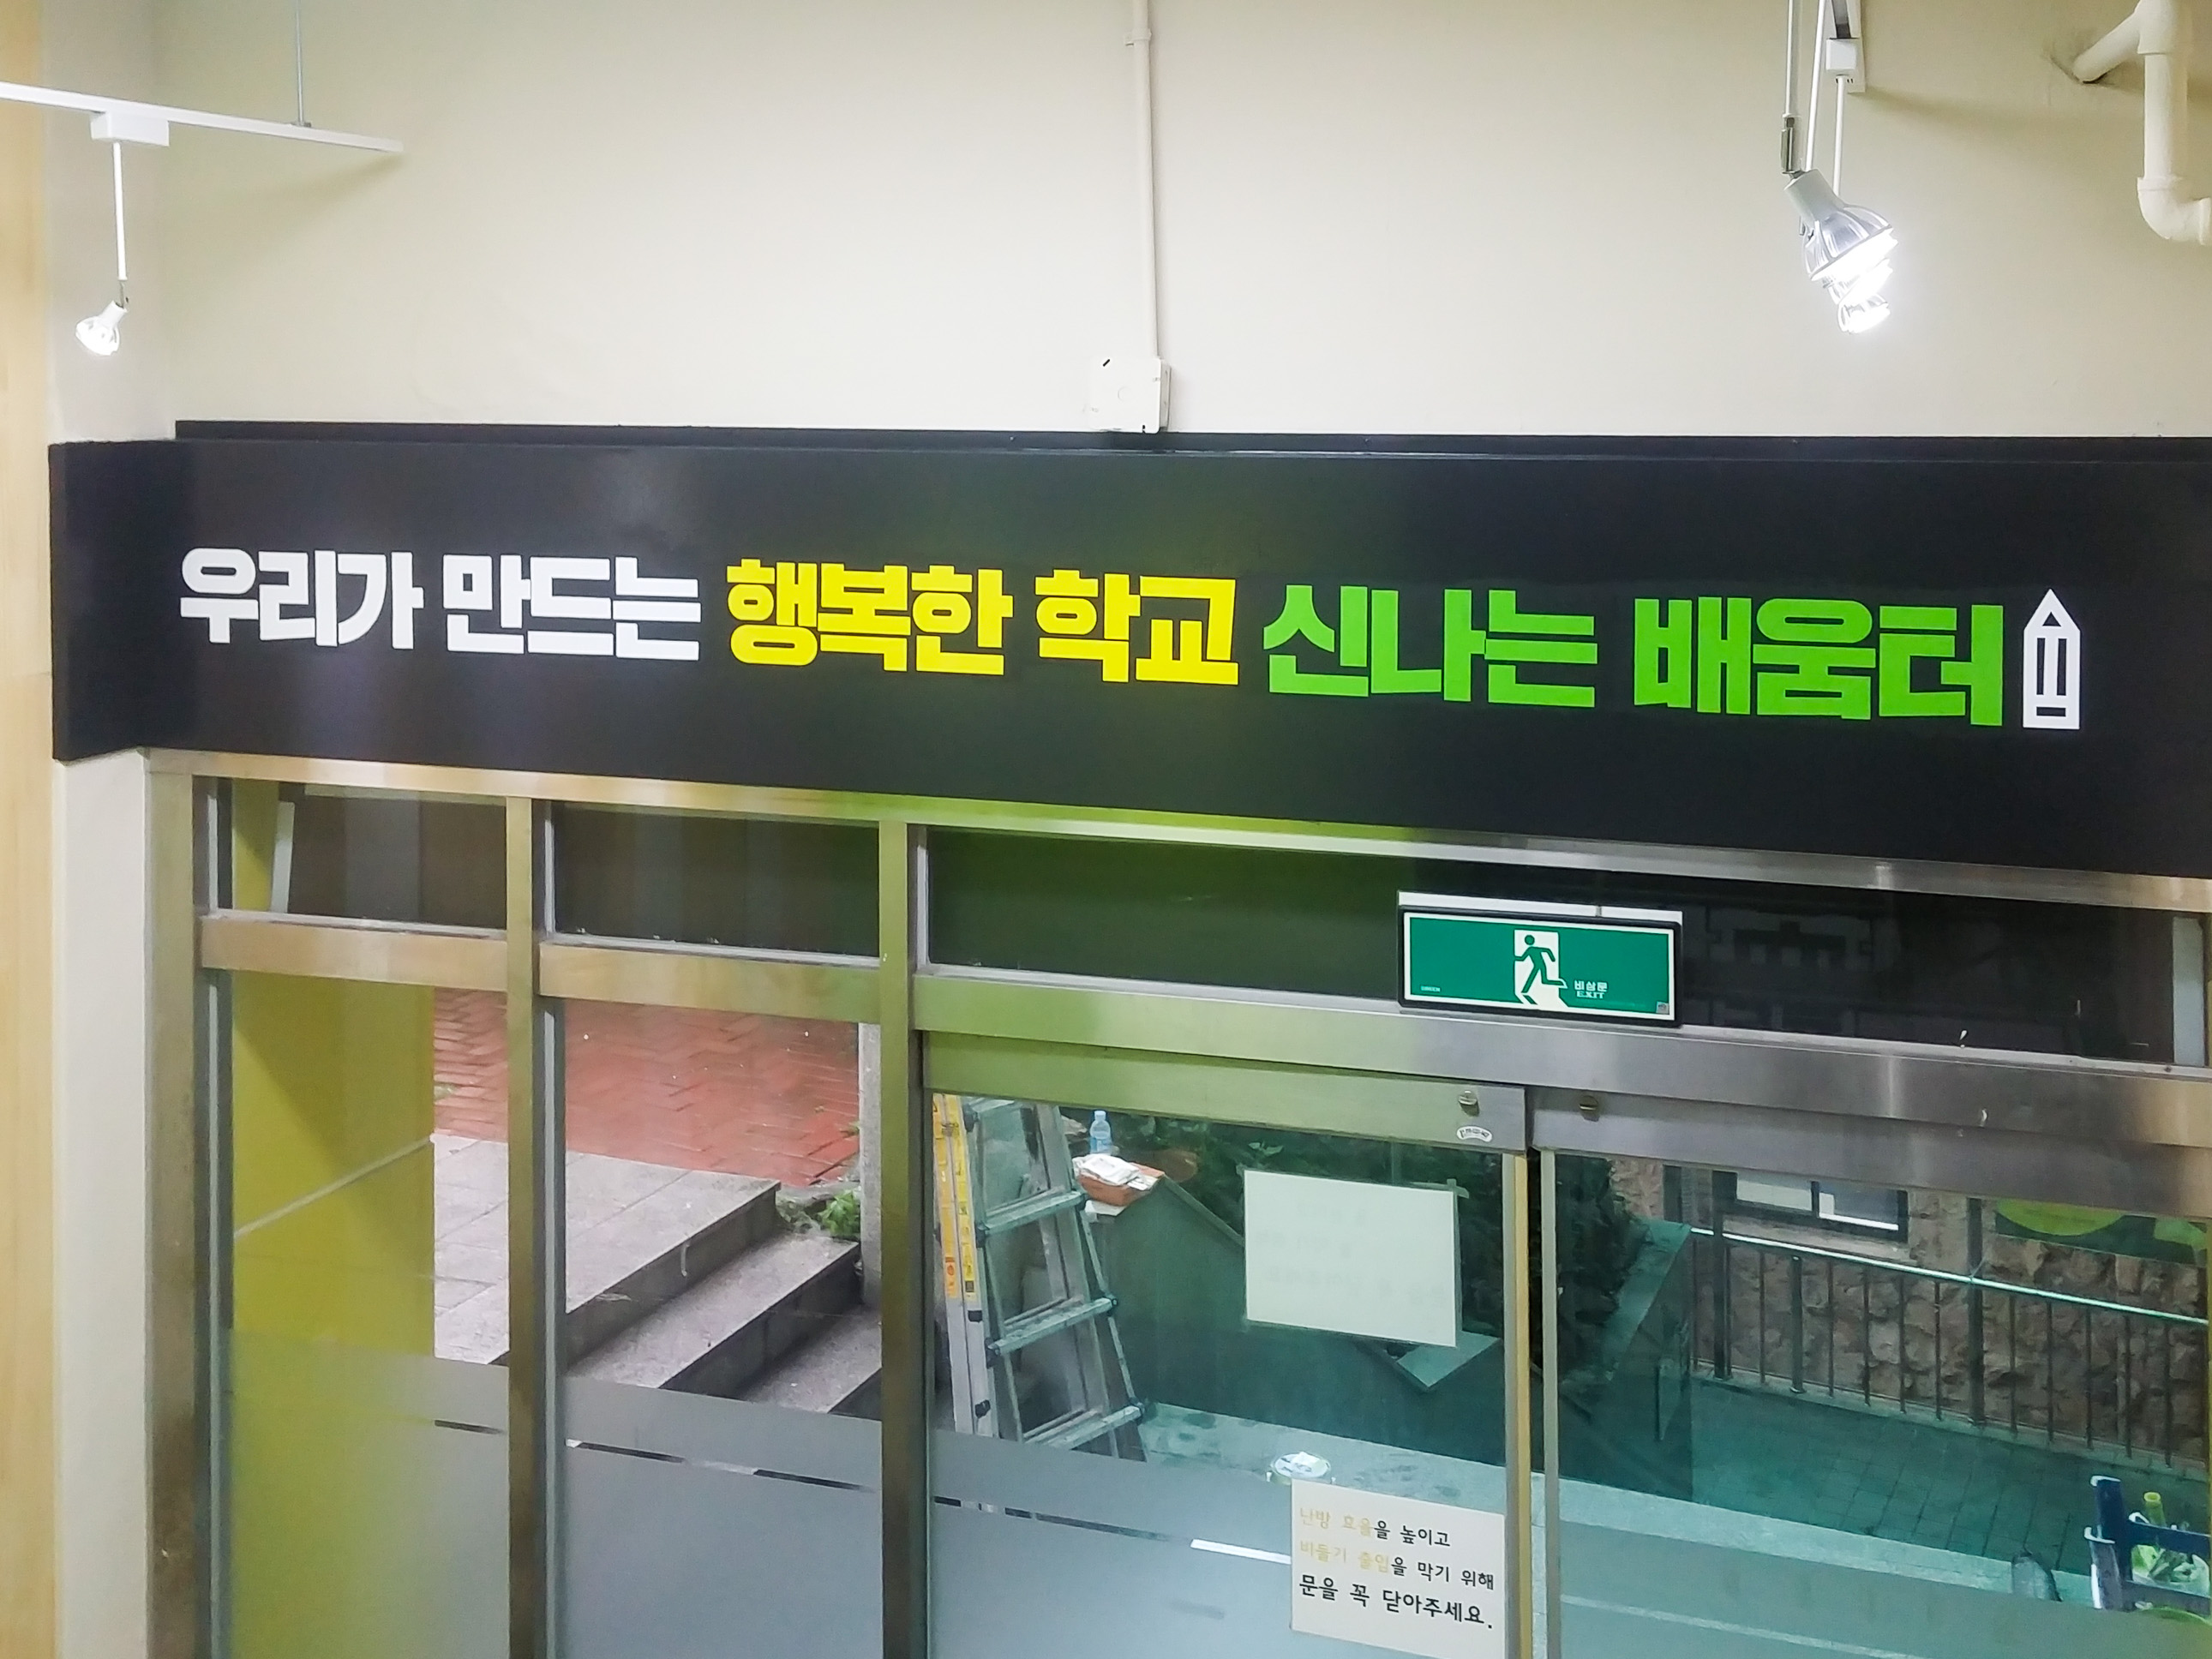 우리가 만드는 행복한 학교 신나는 배움터
비상문
EXIT
난방 효율을 높이고
비둘기 출입을 막기 위해
문을 꼭 닫아주세요.